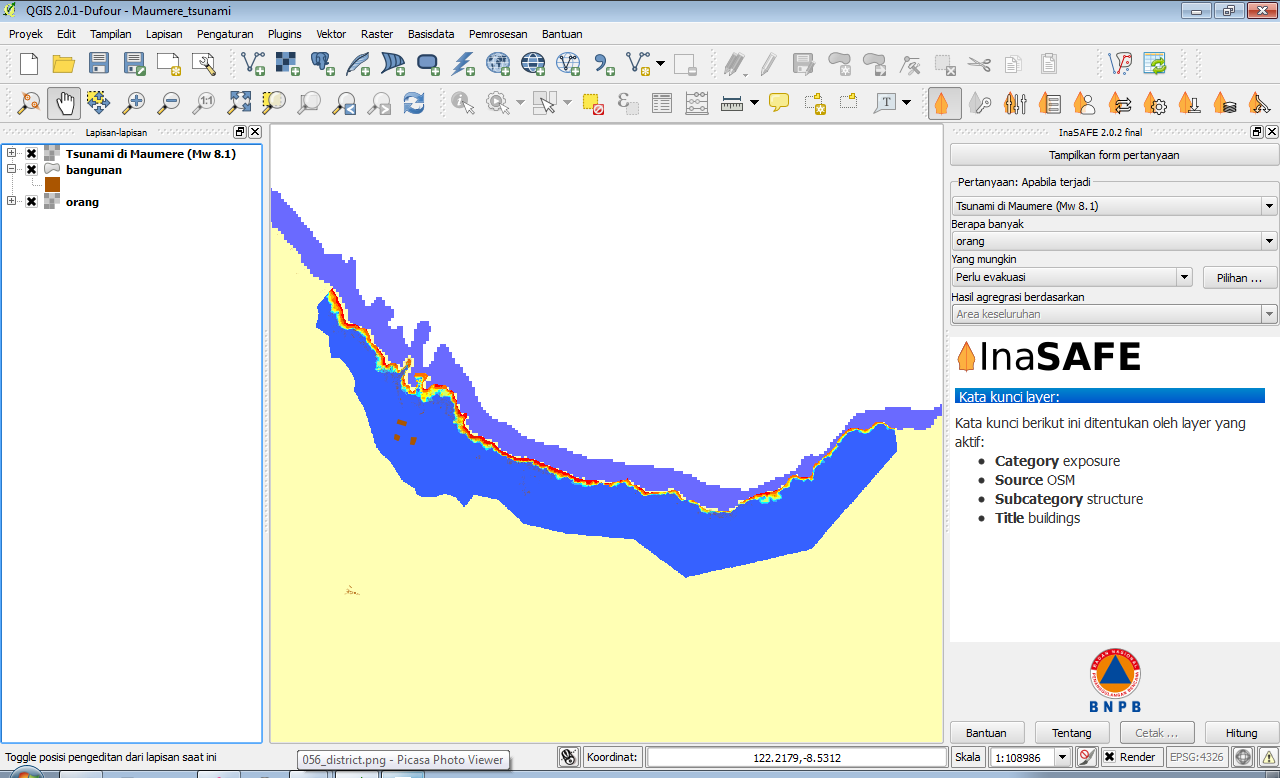 QGIS 2.0.1-Dufour - Maumere_tsunami
Proyek Edit Tampilan Lapisan Pengaturan Plugins Vektor Raster Basisdata Pemrosesan Bantuan
Lapisan-lapisan
Tsunami di Maumere (Mw 8.1)
bangunan
orang
InaSAFE 2.0.2 final
Tampilkan form pertanyaan
Pertanyaan: Apabila terjadi
Tsunami di Maumere (Mw 8.1)
Berapa banyak
orang
Yang mungkin
Perlu evakuasi
Pilihan ...
Hasil agregrasi berdasarkan
Area keseluruhan
InaSAFE
Kata kunci layer:
Kata kunci berikut ini ditentukan oleh layer yang
aktif:
Category exposure
Source OSM
Subcategory structure
Title buildings
BNPB
Bantuan Tentang Cetak ... Hitung
Toggle posisi pengeditan dari lapisan saat ini
056_district.png - Picasa Photo Viewer
Koordinat: 122.2179,-8.5312 Skala 1:108986 Render EPSG:4326